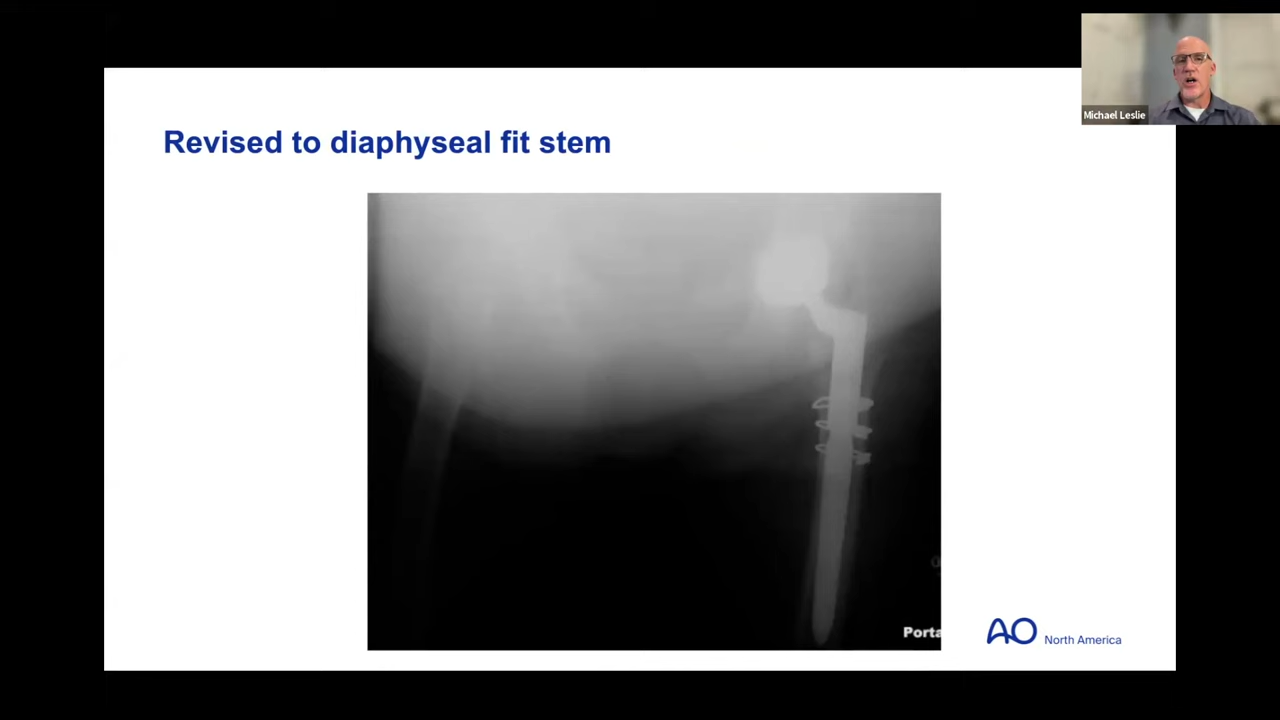 Michael Leslie
Revised to diaphyseal fit stem
Porta
AO
North America